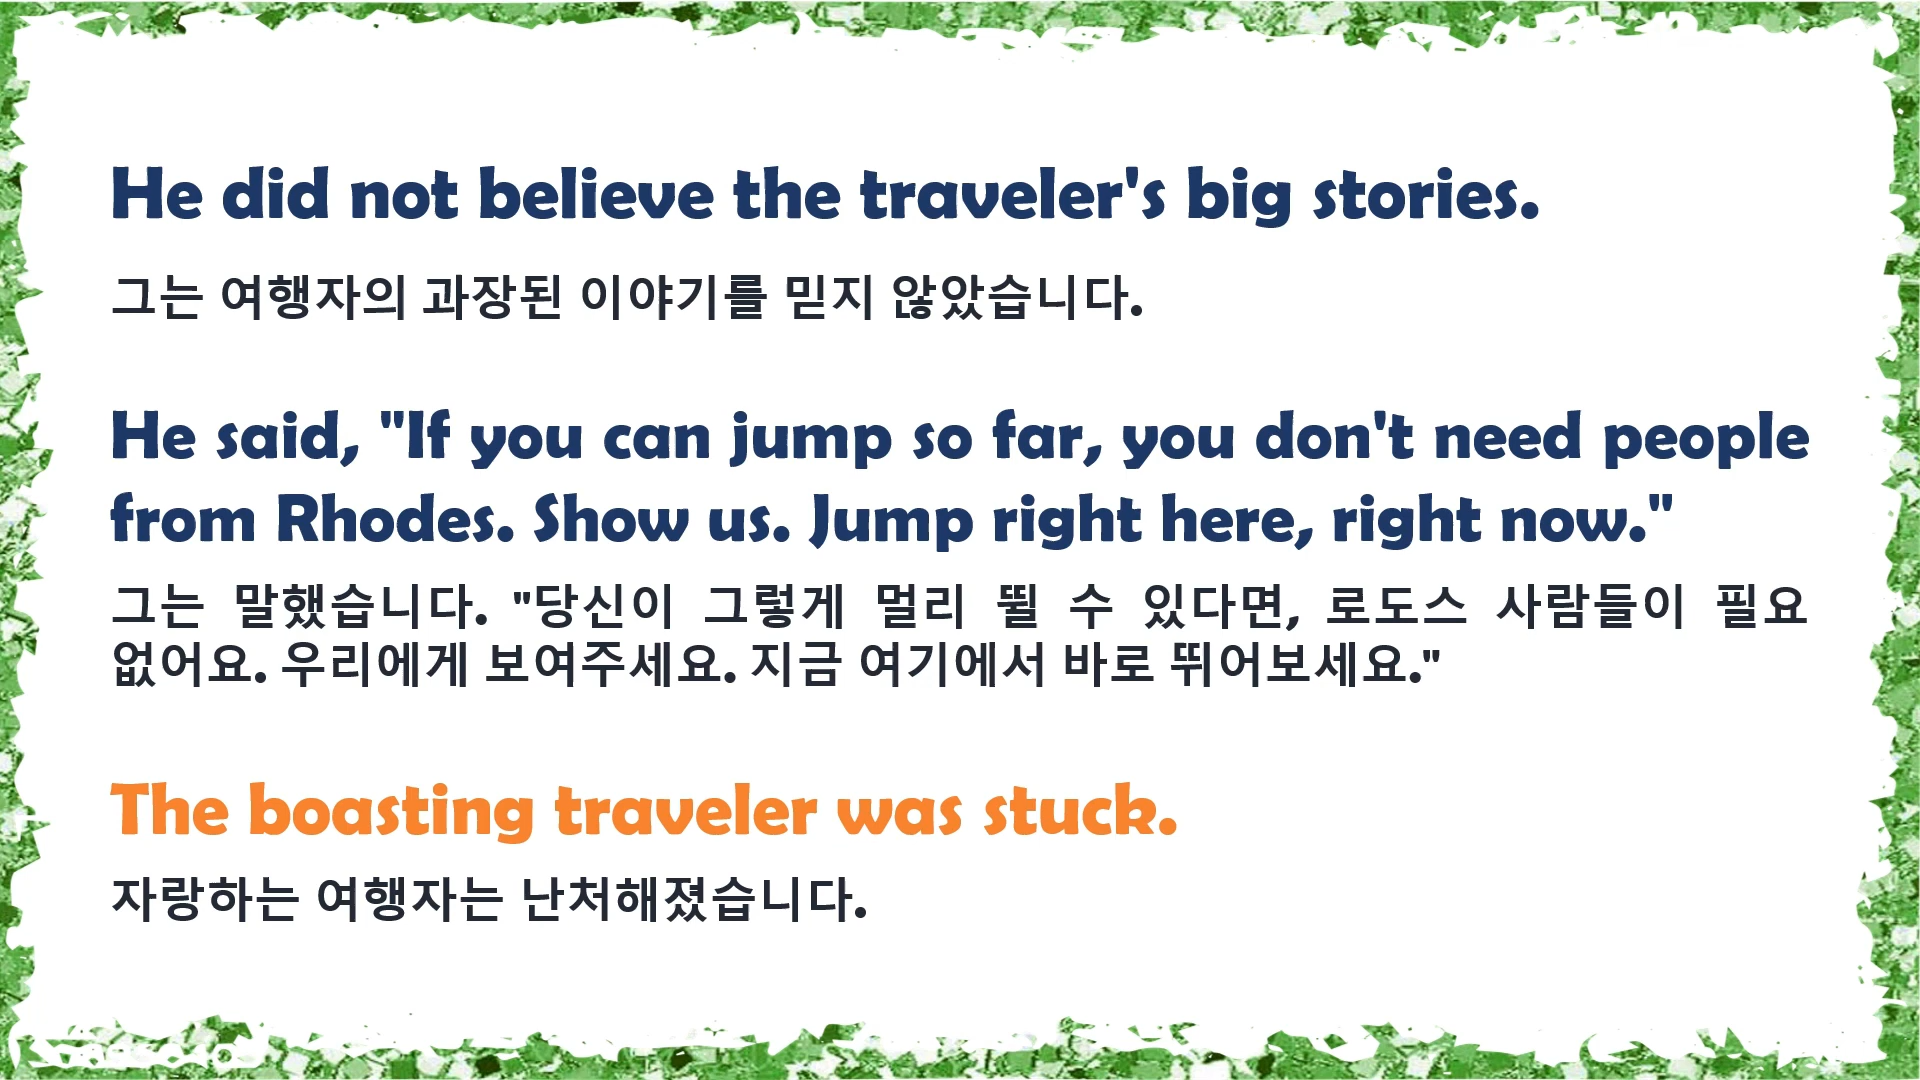 He did not believe the traveler's big stories.
그는 여행자의 과장된 이야기를 믿지 않았습니다.
He said, "If you can jump so far, you don't need people
from Rhodes. Show us. Jump right here, right now."
그는 말했습니다. "당신이 그렇게 멀리 뛸 수 있다면, 로도스 사람들이 필요
없어요. 우리에게 보여주세요. 지금 여기에서 바로 뛰어보세요."
The boasting traveler was stuck.
자랑하는 여행자는 난처해졌습니다.